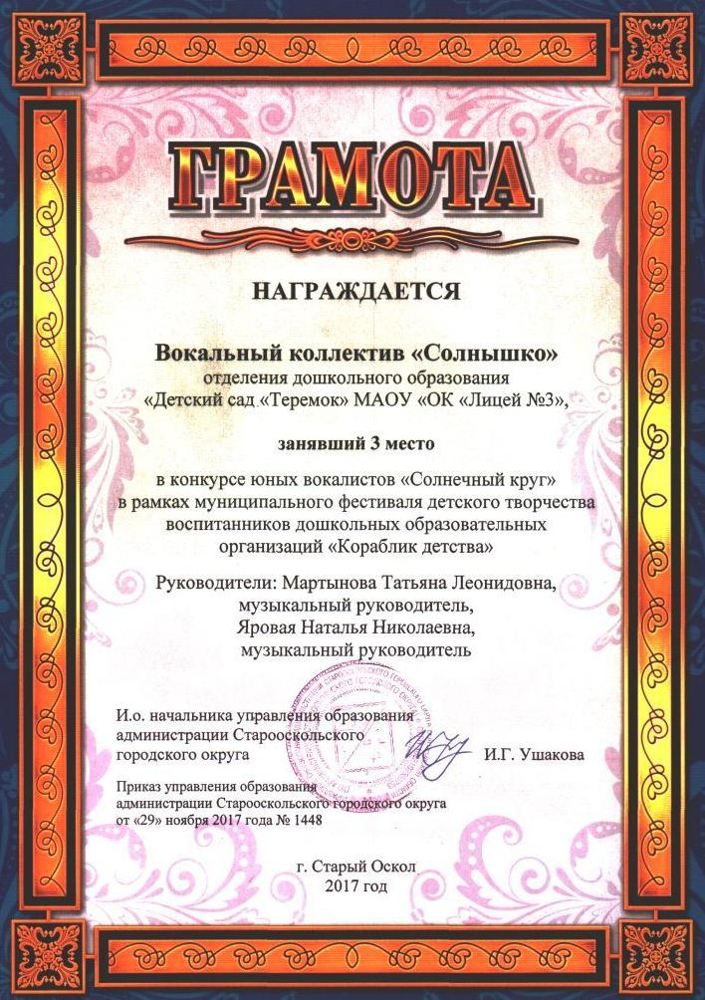 ГРАМОТА
НАГРАЖДАЕТСЯ
Вокальный коллектив «Солнышко»
отделения дошкольного образования
«Детский сад «Теремок» МАОУ «ОК «Лицей №3»,
занявший 3 место
в конкурсе юных вокалистов «Солнечный круг»
в рамках муниципального фестиваля детского творчества
воспитанников дошкольных образовательных
организаций «Кораблик детства»
Руководители: Мартынова Татьяна Леонидовна,
музыкальный руководитель,
Яровая Наталья Николаевна,
музыкальный руководитель
И.о. начальника управления образования
администрации Старооскольского
городского округа
И.Г. Ушакова
Приказ управления образования
администрации Старооскольского городского округа
от «29» ноября 2017 года № 1448
г. Старый Оскол
2017 год